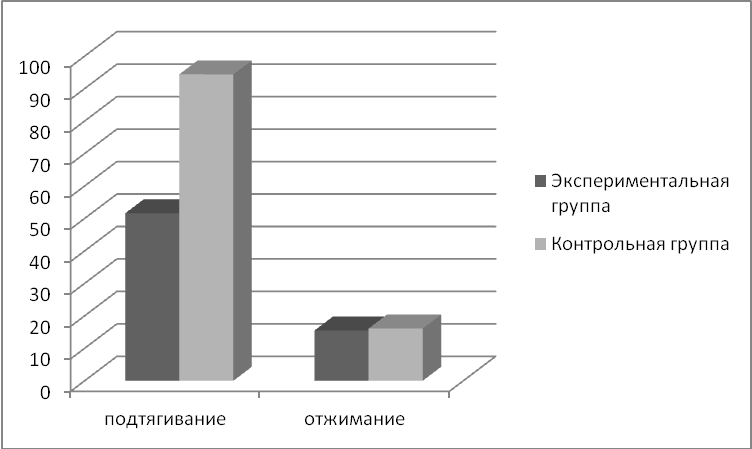 100
90
80
70
60
50
40
30
20
10
0
подтягивание
отжимание
Экспериментальная
группа
Контрольная группа